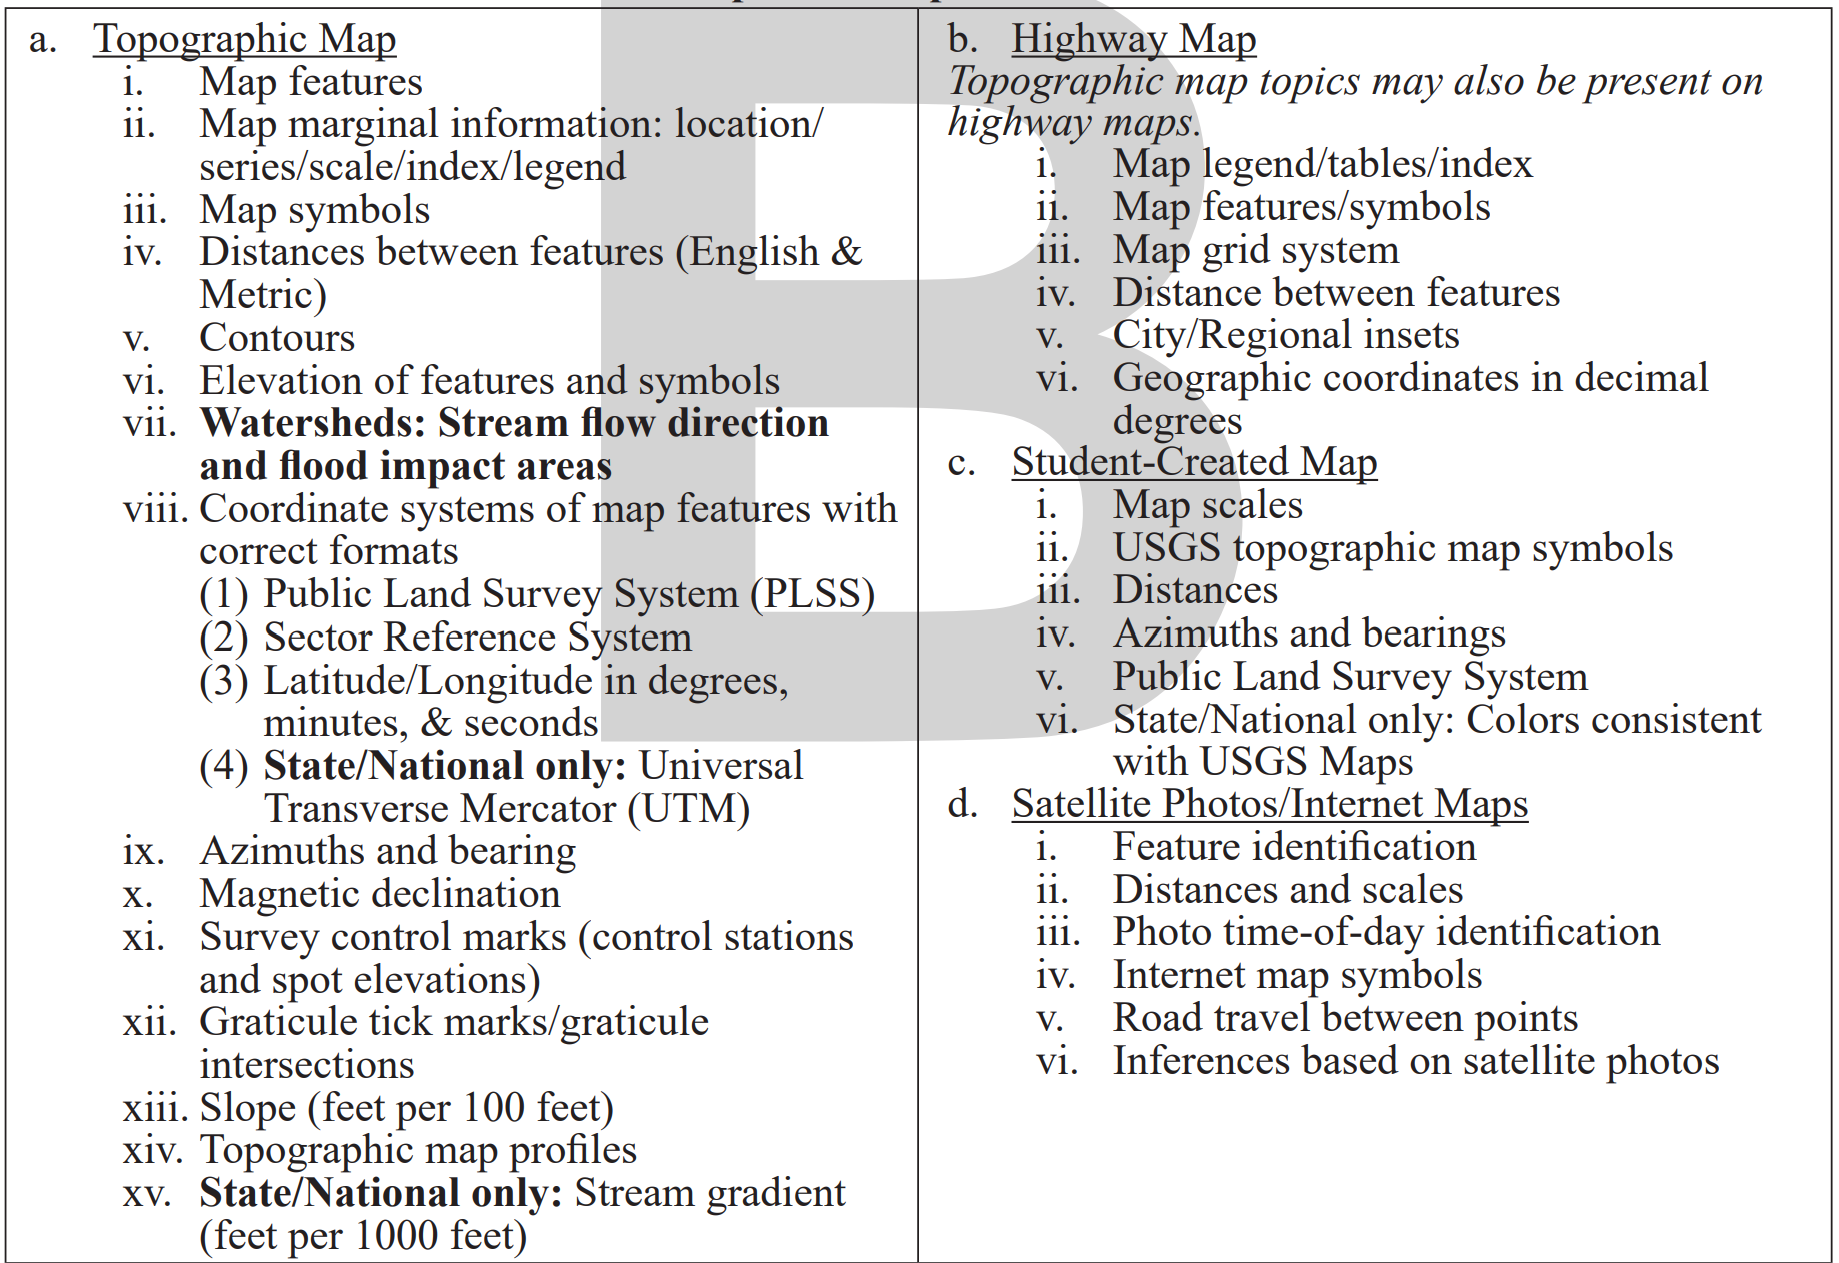 a. Topographic Map
i. Map features
ii. Map marginal information: location/
series/scale/index/legend
iii. Map symbols
iv. Distances between features (English &
Metric)
v. Contours
vi. Elevation of features and symbols
vii. Watersheds: Stream flow direction
and flood impact areas
viii. Coordinate systems of map features with
correct formats
(1) Public Land Survey System (PLSS)
(2) Sector Reference System
(3) Latitude/Longitude in degrees,
minutes, & seconds
(4) State/National only: Universal
Transverse Mercator (UTM)
ix. Azimuths and bearing
x. Magnetic declination
xi. Survey control marks (control stations
and spot elevations)
xii. Graticule tick marks/graticule
intersections
xiii. Slope (feet per 100 feet)
xiv. Topographic map profiles
xv. State/National only: Stream gradient
(feet per 1000 feet)
b. Highway Map
Topographic map topics may also be present on
highway maps.
i. Map legend/tables/index
ii. Map features/symbols
iii. Map grid system
iv. Distance between features
v. City/Regional insets
vi. Geographic coordinates in decimal
degrees
c. Student-Created Map
i. Map scales
ii. USGS topographic map symbols
iii. Distances
iv. Azimuths and bearings
v. Public Land Survey System
vi. State/National only: Colors consistent
with USGS Maps
d. Satellite Photos/Internet Maps
i. Feature identification
ii. Distances and scales
iii. Photo time-of-day identification
iv. Internet map symbols
v. Road travel between points
vi. Inferences based on satellite photos
B